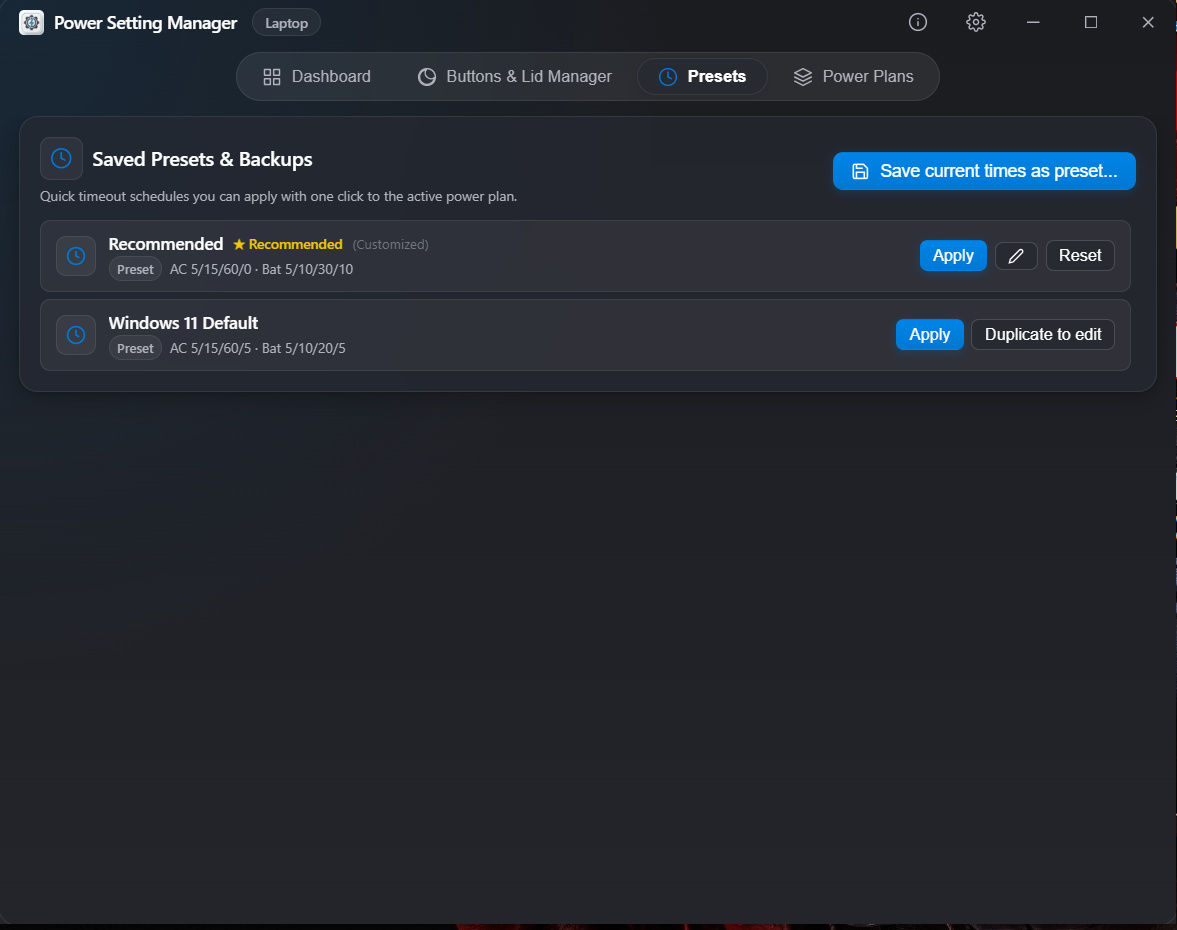 Power Setting Manager Laptop
Dashboard Buttons & Lid Manager Presets Power Plans
Saved Presets & Backups
Save current times as preset...
Quick timeout schedules you can apply with one click to the active power plan.
Recommended ★ Recommended (Customized)
Preset AC 5/15/60/0 · Bat 5/10/30/10
Apply Reset
Windows 11 Default
Preset AC 5/15/60/5 · Bat 5/10/20/5
Apply Duplicate to edit